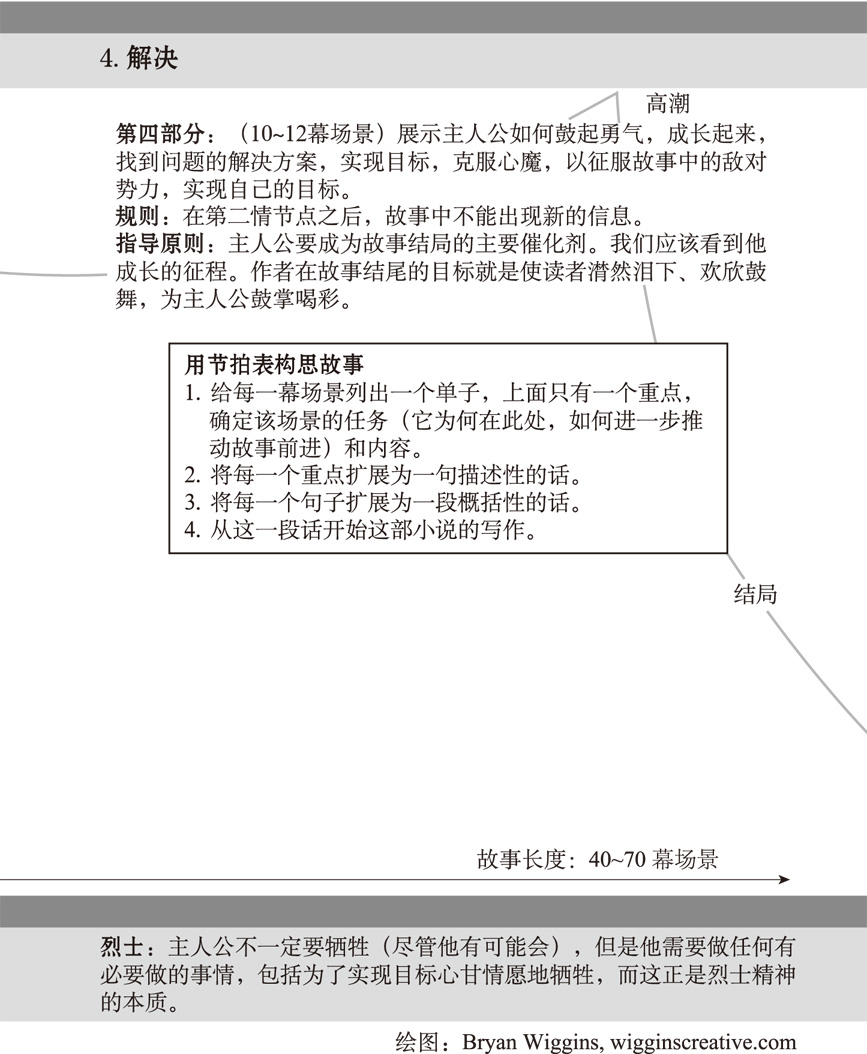 4. 解决
高潮
第四部分：（10~12幕场景）展示主人公如何鼓起勇气，成长起来，
找到问题的解决方案，实现目标，克服心魔，以征服故事中的敌对
势力，实现自己的目标。
规则：在第二情节点之后，故事中不能出现新的信息。
指导原则：主人公要成为故事结局的主要催化剂。我们应该看到他
成长的征程。作者在故事结尾的目标就是使读者潸然泪下、欢欣鼓
舞，为主人公鼓掌喝彩。
用节拍表构思故事
1. 给每一幕场景列出一个单子，上面只有一个重点，
确定该场景的任务（它为何在此处，如何进一步推
动故事前进）和内容。
2. 将每一个重点扩展为一句描述性的话。
3. 将每一个句子扩展为一段概括性的话。
4. 从这一段话开始这部小说的写作。
结局
故事长度：40~70 幕场景
烈士：主人公不一定要牺牲（尽管他有可能会），但是他需要做任何有
必要做的事情，包括为了实现目标心甘情愿地牺牲，而这正是烈士精神
的本质。
绘图：Bryan Wiggins, wigginscreative.com